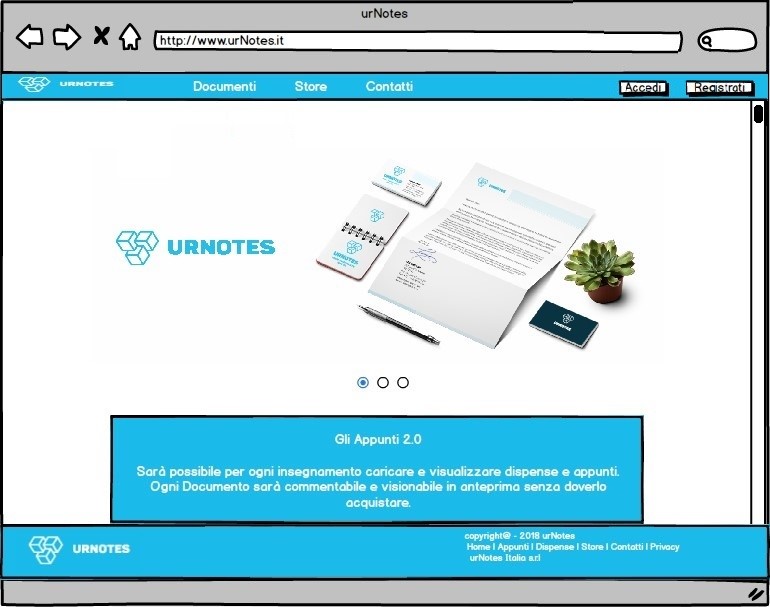 urNotes
http://www.urNotes.it
URNOTES
Documenti
Store
Contatti
Accedi
Registrati
URNOTES
Gli Appunti 2.0
Sarà possibile per ogni insegnamento caricare e visualizzare dispense e appunti.
Ogni Documento sarà commentabile e visionabile in anteprima senza doverlo
acquistare.
URNOTES
copyright@ - 2018 urNotes
Home | Appunti | Dispense | Store | Contatti | Privacy
urNotes Italia s.r.l